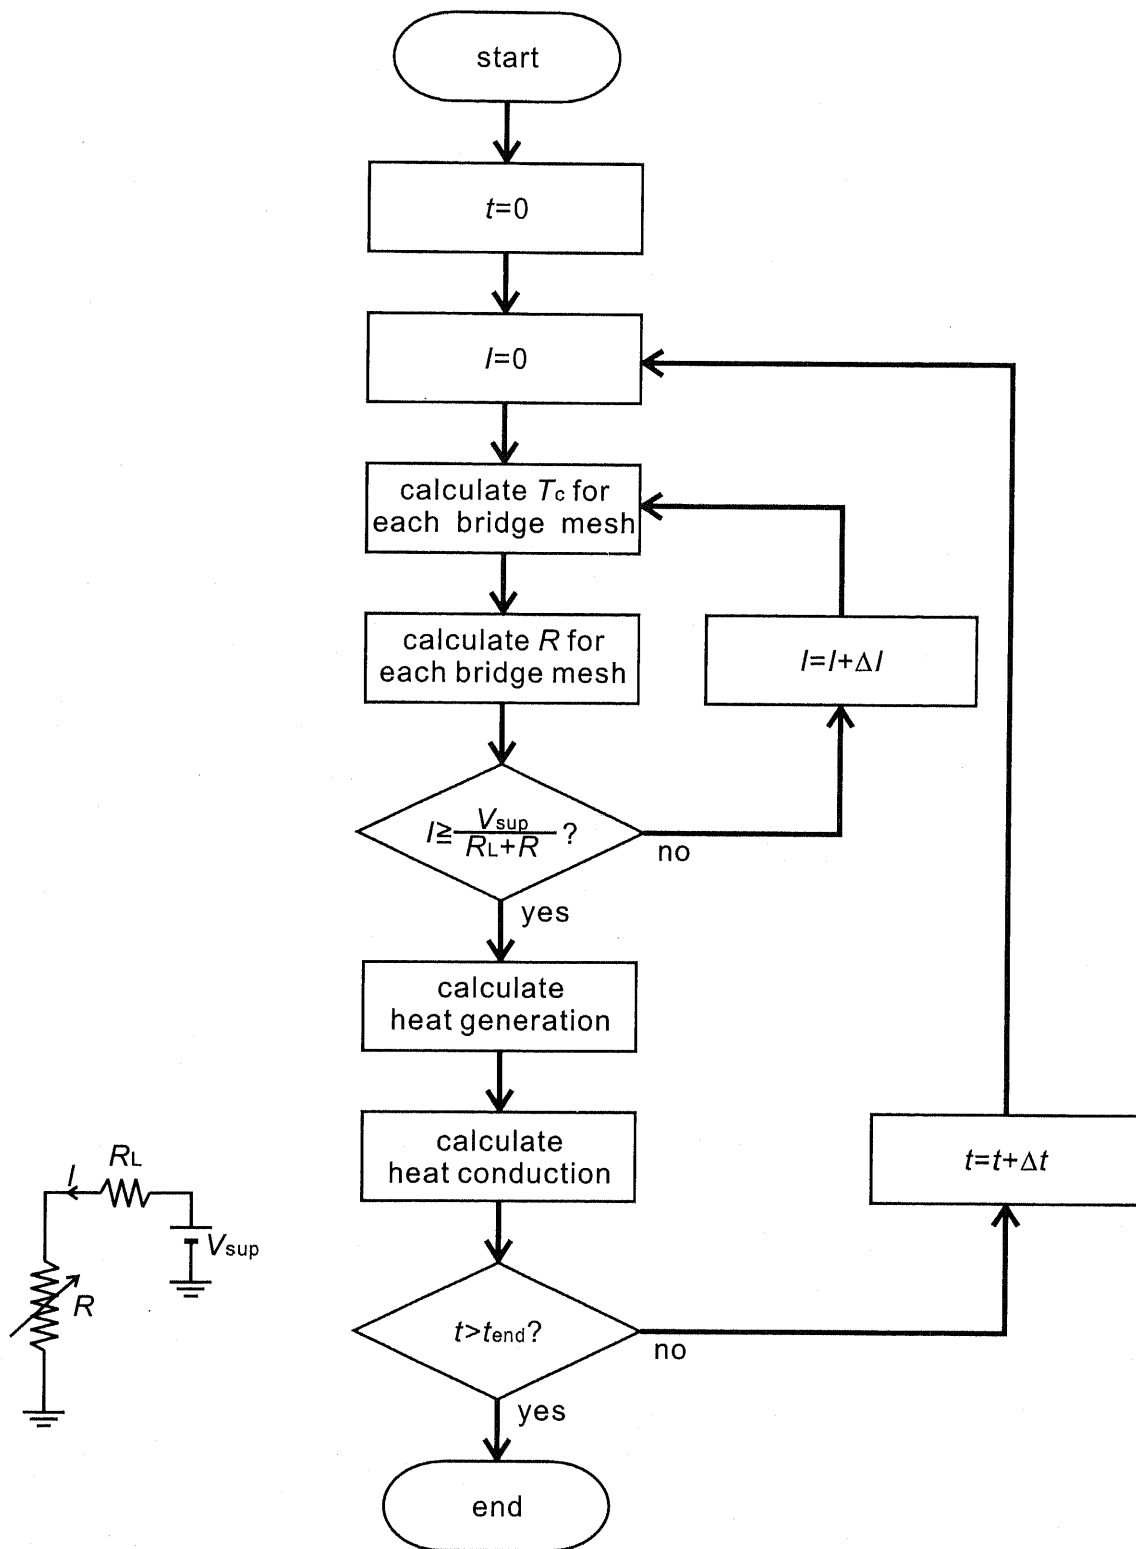 start
t=0
I=0
calculate Tc for
each bridge mesh
calculate R for
each bridge mesh
I=I+ΔI
I≧ Vsup / RL+R ?
no
yes
calculate
heat generation
calculate
heat conduction
t=t+Δt
t>tend?
no
yes
end
RL
I
Vsup
R